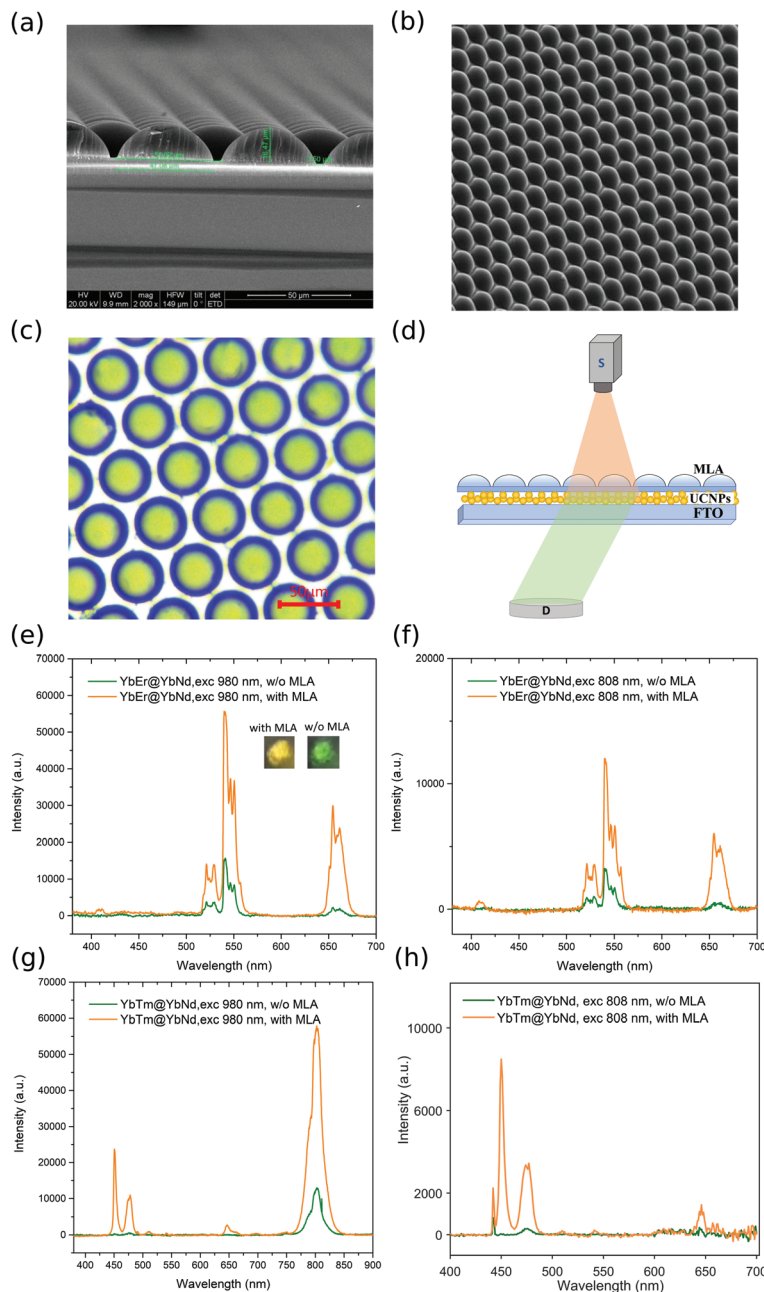 (a)
(b)
16.47 µm
HV WD mag HFW tilt det
20.00 kV 9.9 mm 2 000 x 149 µm 0 ° ETD
50 µm
(c)
(d)
50µm
S
MLA
UCNPs
FTO
D
(e)
(f)
70000
60000
50000
40000
30000
20000
10000
0
Intensity (a.u.)
YbEr@YbNd,exc 980 nm, w/o MLA
YbEr@YbNd,exc 980 nm, with MLA
with MLA w/o MLA
400 450 500 550 600 650 700
Wavelength (nm)
20000
10000
0
Intensity (a.u.)
YbEr@YbNd,exc 808 nm, w/o MLA
YbEr@YbNd,exc 808 nm, with MLA
400 450 500 550 600 650 700
Wavelength (nm)
(g)
(h)
70000
60000
50000
40000
30000
20000
10000
0
Intensity (a.u.)
YbTm@YbNd,exc 980 nm, w/o MLA
YbTm@YbNd,exc 980 nm, with MLA
400 450 500 550 600 650 700 750 800 850 900
Wavelength (nm)
10000
6000
2000
0
Intensity (a.u.)
YbTm@YbNd, exc 808 nm, w/o MLA
YbTm@YbNd, exc 808 nm, with MLA
400 450 500 550 600 650 700
Wavelength (nm)